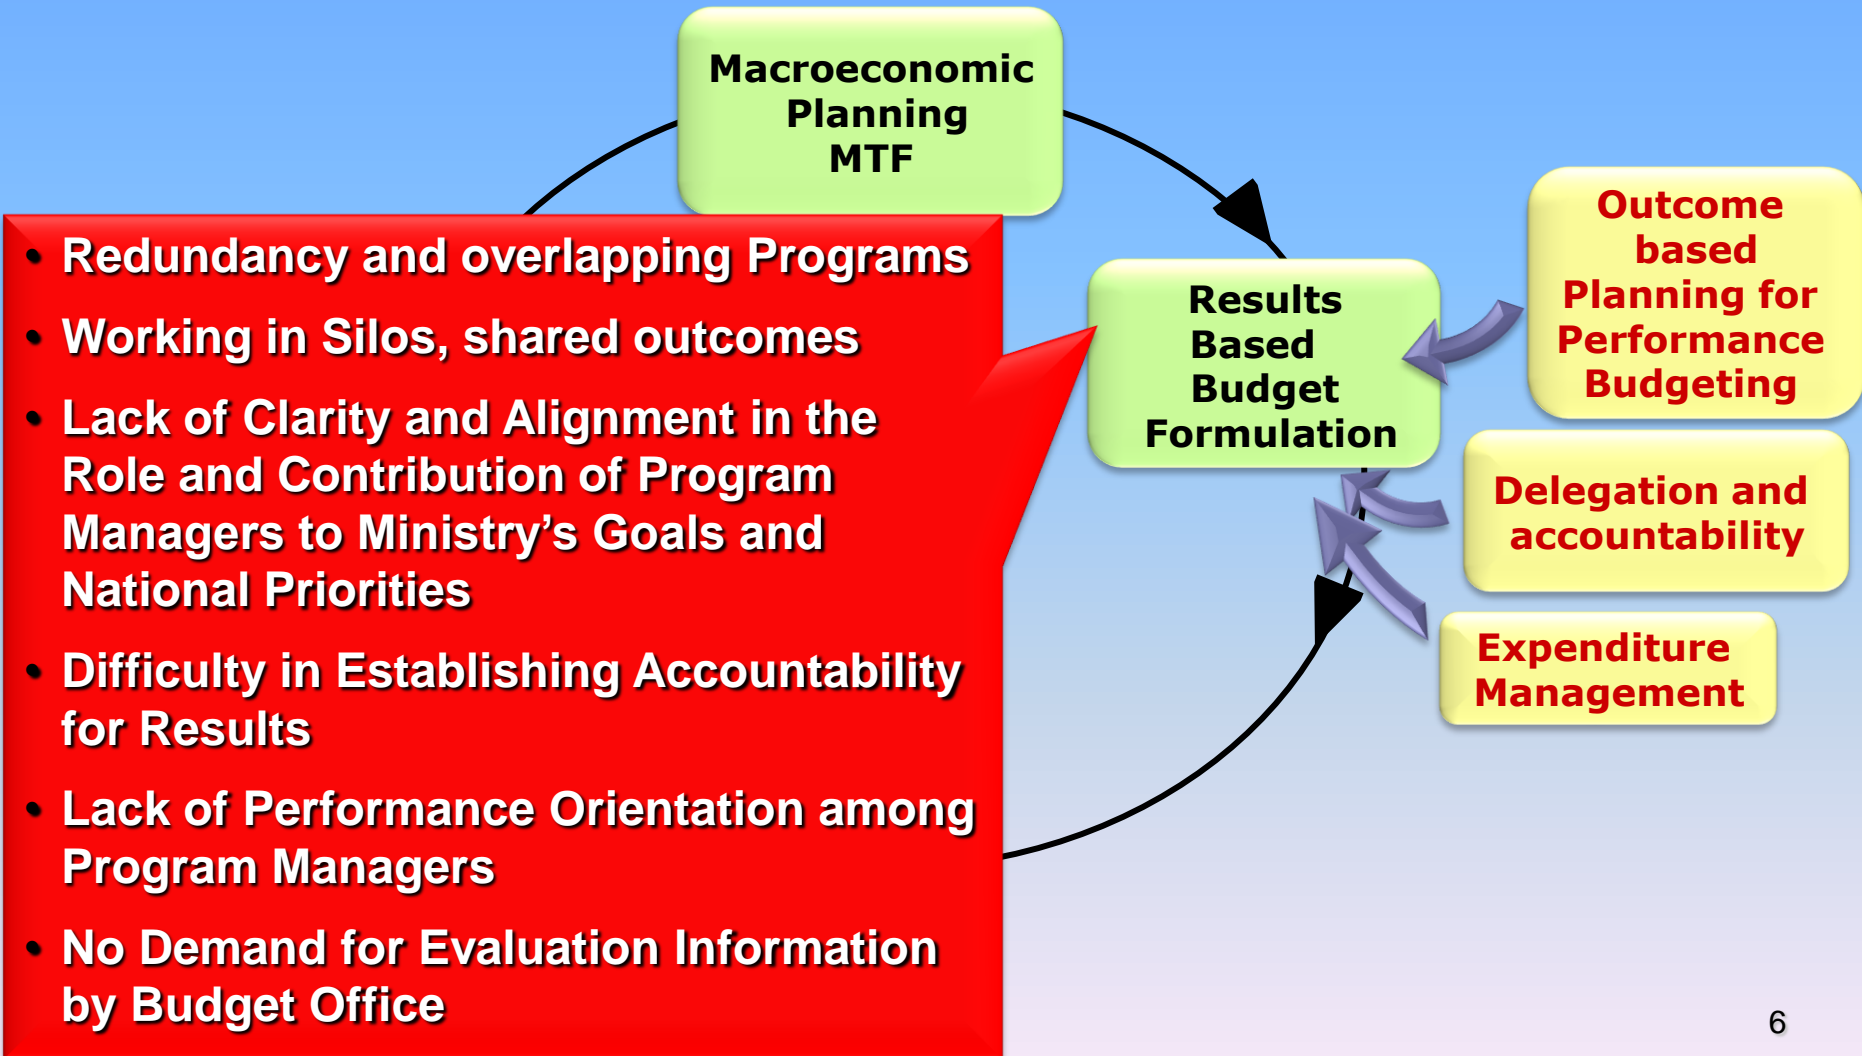 Macroeconomic
Planning
MTF
• Redundancy and overlapping Programs
• Working in Silos, shared outcomes
• Lack of Clarity and Alignment in the
Role and Contribution of Program
Managers to Ministry’s Goals and
National Priorities
• Difficulty in Establishing Accountability
for Results
• Lack of Performance Orientation among
Program Managers
• No Demand for Evaluation Information
by Budget Office
Results
Based
Budget
Formulation
Outcome
based
Planning for
Performance
Budgeting
Delegation and
accountability
Expenditure
Management
6